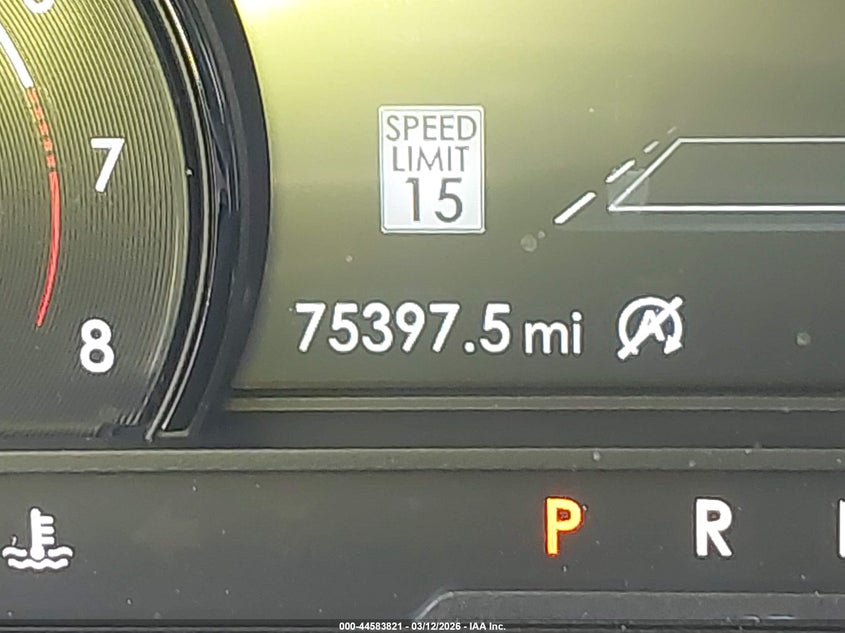 7
8
SPEED
LIMIT
15
75397.5 mi
A
P R
000-44583821 - 03/12/2026 - IAA Inc.